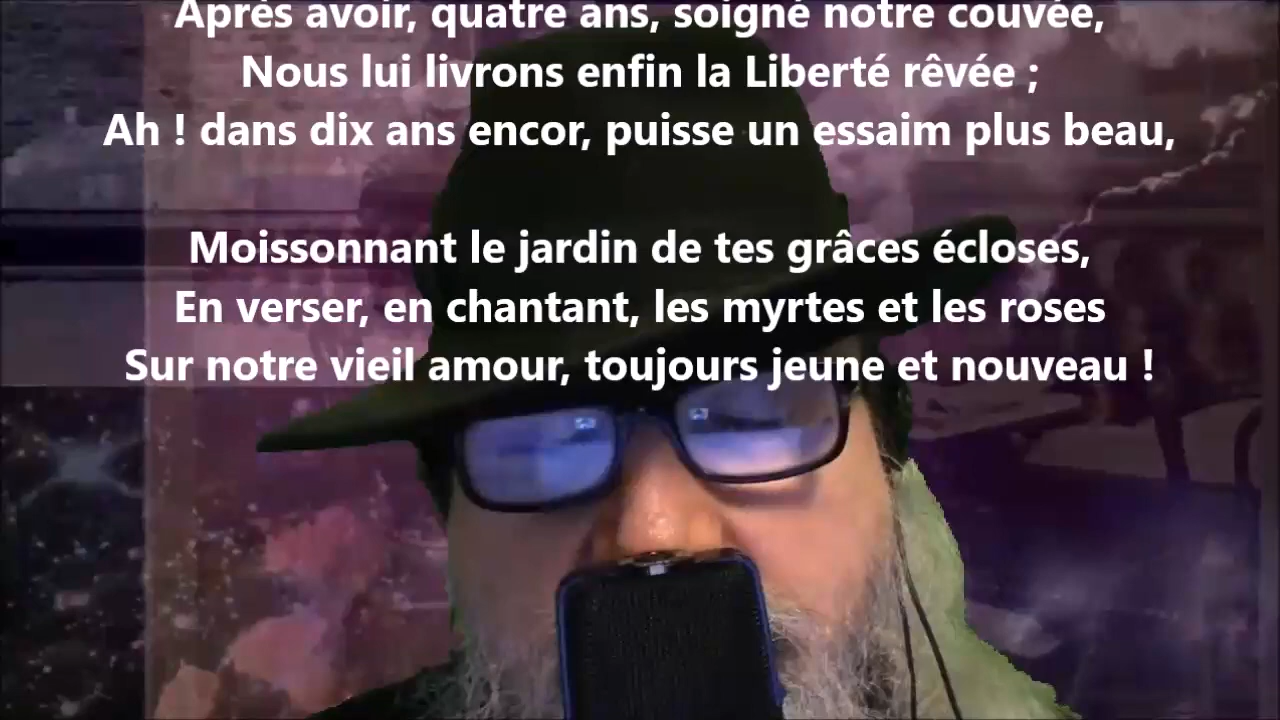 Après avoir, quatre ans, soigné notre couvée,
Nous lui livrons enfin la Liberté rêvée ;
Ah ! dans dix ans encor, puisse un essaim plus beau,
Moissonnant le jardin de tes grâces écloses,
En verser, en chantant, les myrtes et les roses
Sur notre vieil amour, toujours jeune et nouveau !